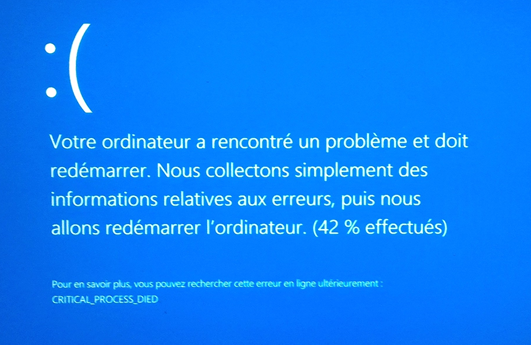 :(
Votre ordinateur a rencontré un problème et doit
redémarrer. Nous collectons simplement des
informations relatives aux erreurs, puis nous
allons redémarrer l'ordinateur. (42 % effectués)
Pour en savoir plus, vous pouvez rechercher cette erreur en ligne ultérieurement :
CRITICAL_PROCESS_DIED